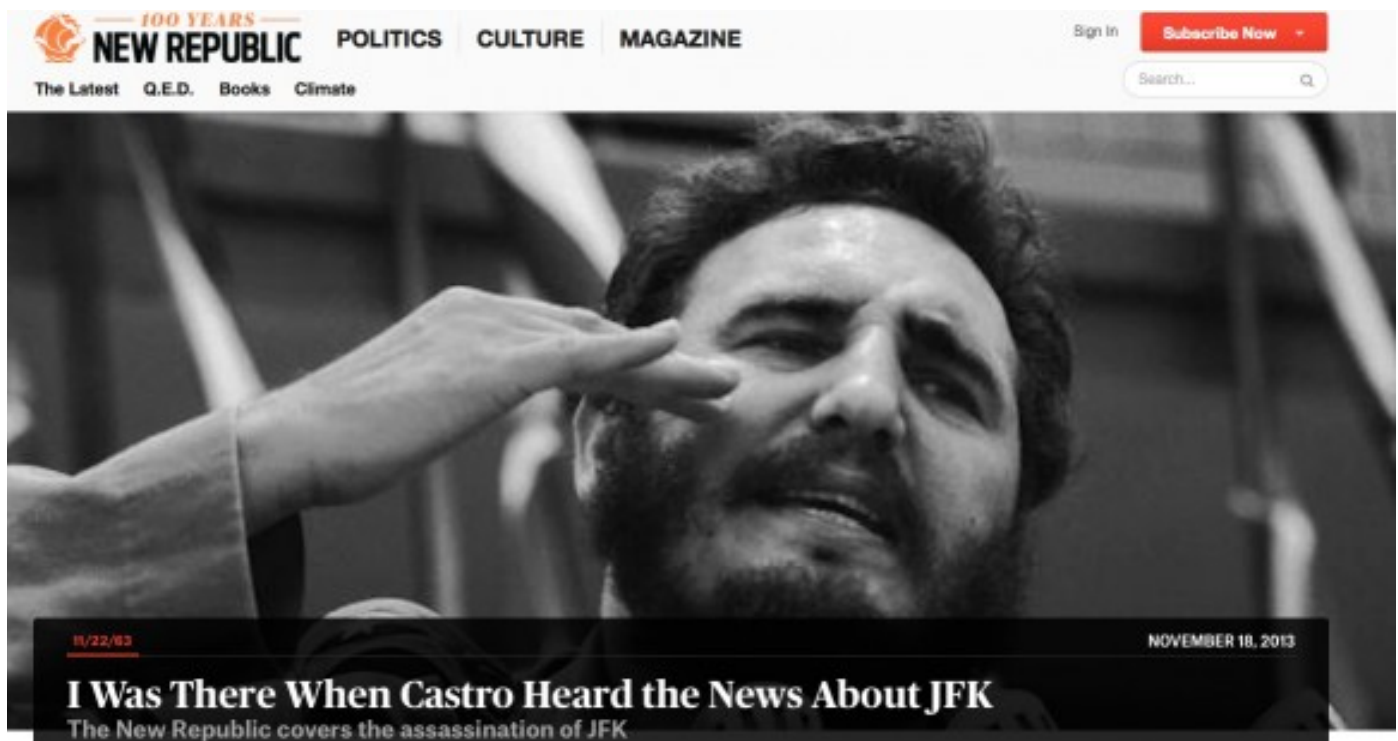 100 YEARS
NEW REPUBLIC
POLITICS CULTURE MAGAZINE
Sign In
Subscribe Now
The Latest Q.E.D. Books Climate
Search...
11/22/63
NOVEMBER 18, 2013
I Was There When Castro Heard the News About JFK
The New Republic covers the assassination of JFK